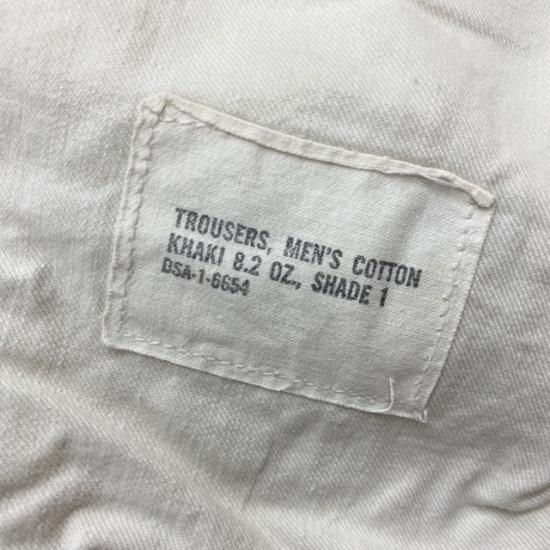 TROUSERS, MEN'S COTTON
KHAKI 8.2 OZ., SHADE 1
DSA-1-6654